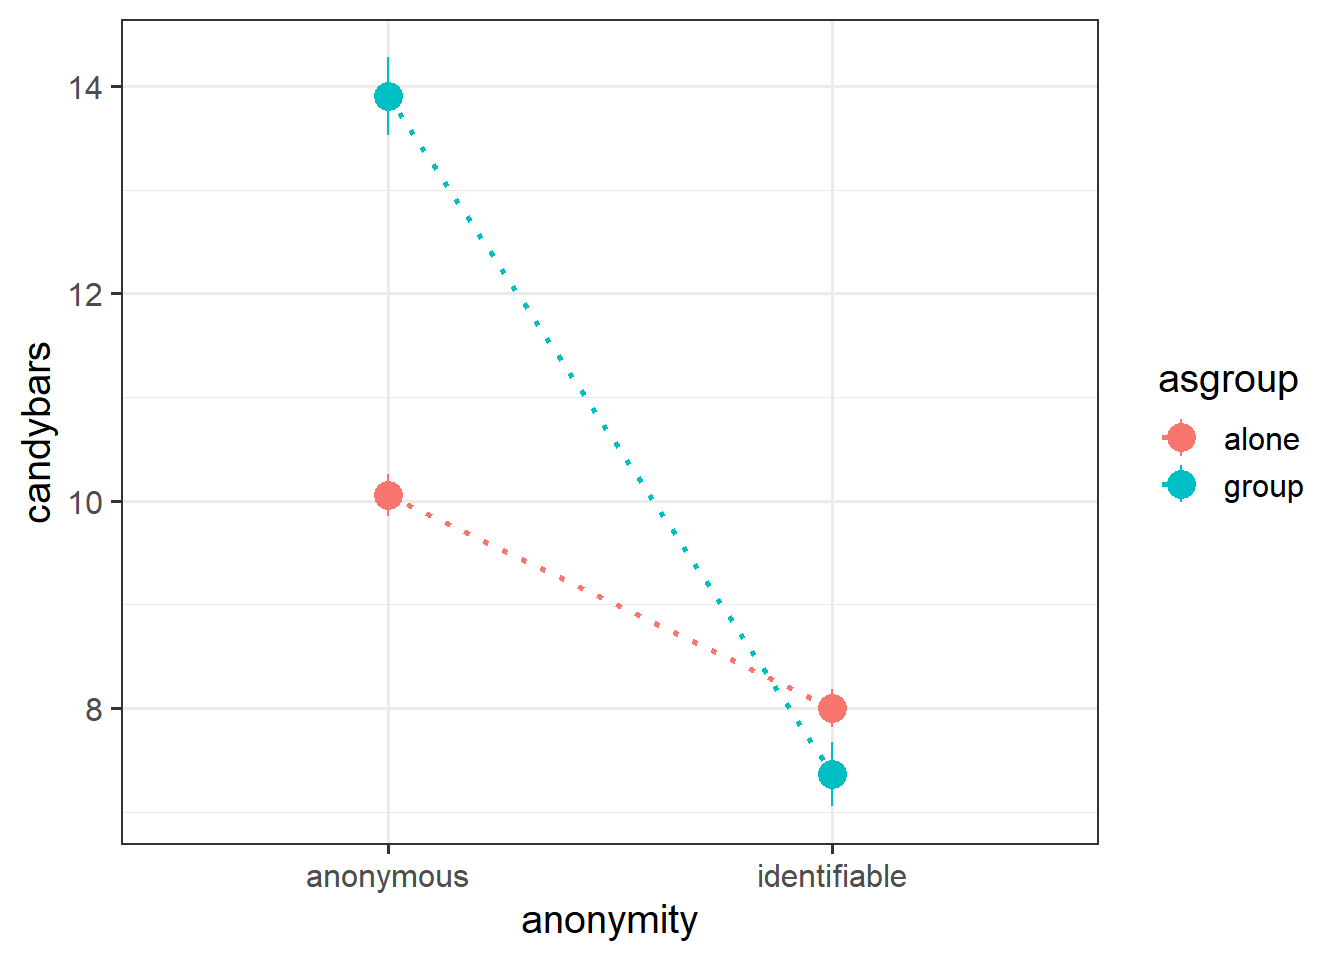 14
12
10
8
candybars
anonymous
identifiable
anonymity
asgroup
alone
group